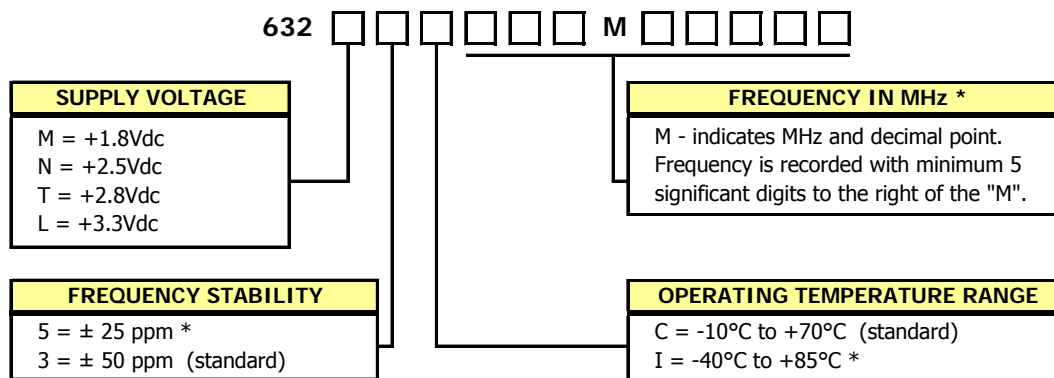 632 M
SUPPLY VOLTAGE
M = +1.8Vdc
N = +2.5Vdc
T = +2.8Vdc
L = +3.3Vdc
FREQUENCY IN MHz *
M - indicates MHz and decimal point.
Frequency is recorded with minimum 5
significant digits to the right of the "M".
FREQUENCY STABILITY
5 = ± 25 ppm *
3 = ± 50 ppm (standard)
OPERATING TEMPERATURE RANGE
C = -10°C to +70°C (standard)
I = -40°C to +85°C *